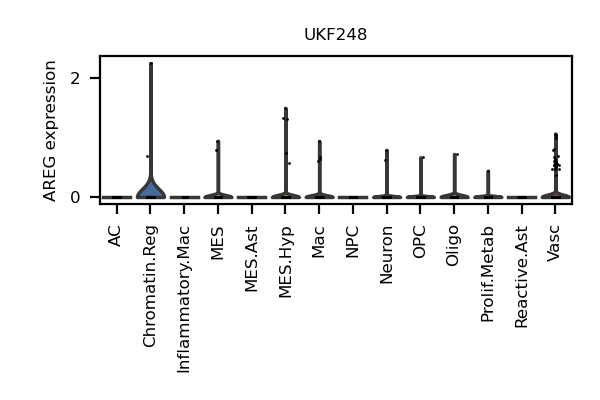 UKF248
AREG expression
2
0
AC
Chromatin.Reg
Inflammatory.Mac
MES
MES.Ast
MES.Hyp
Mac
NPC
Neuron
OPC
Oligo
Prolif.Metab
Reactive.Ast
Vasc